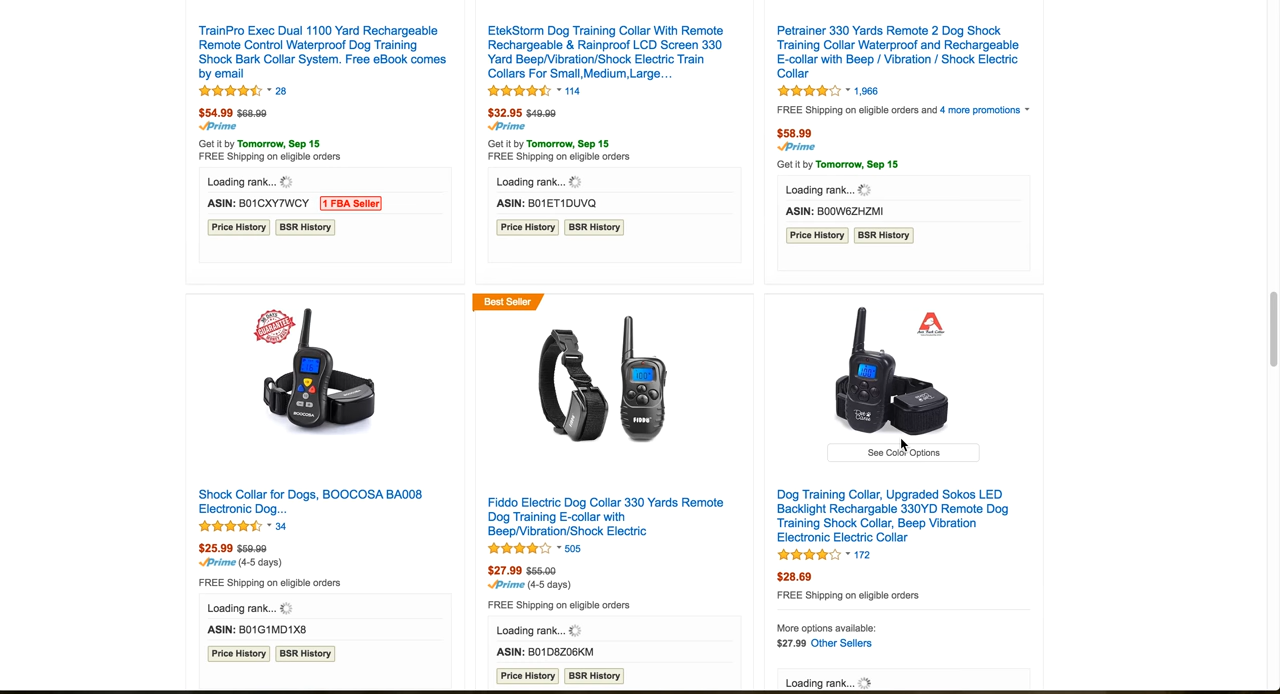 TrainPro Exec Dual 1100 Yard Rechargeable
Remote Control Waterproof Dog Training
Shock Bark Collar System. Free eBook comes
by email
28
$54.99 $68.99
Prime
Get it by Tomorrow, Sep 15
FREE Shipping on eligible orders
Loading rank...
ASIN: B01CXY7WCY 1 FBA Seller
Price History BSR History
EtekStorm Dog Training Collar With Remote
Rechargeable & Rainproof LCD Screen 330
Yard Beep/Vibration/Shock Electric Train
Collars For Small,Medium,Large…
114
$32.95 $49.99
Prime
Get it by Tomorrow, Sep 15
FREE Shipping on eligible orders
Loading rank...
ASIN: B01ET1DUVQ
Price History BSR History
Petrainer 330 Yards Remote 2 Dog Shock
Training Collar Waterproof and Rechargeable
E-collar with Beep / Vibration / Shock Electric
Collar
1,966
FREE Shipping on eligible orders and 4 more promotions
$58.99
Prime
Get it by Tomorrow, Sep 15
Loading rank...
ASIN: B00W6ZHZMI
Price History BSR History
GUARANTEE
BOOCOSA
Shock Collar for Dogs, BOOCOSA BA008
Electronic Dog...
34
$25.99 $59.99
Prime (4-5 days)
FREE Shipping on eligible orders
Loading rank...
ASIN: B01G1MD1X8
Price History BSR History
Best Seller
FIDDO
Fiddo Electric Dog Collar 330 Yards Remote
Dog Training E-collar with
Beep/Vibration/Shock Electric
505
$27.99 $55.00
Prime (4-5 days)
FREE Shipping on eligible orders
Loading rank...
ASIN: B01D8Z06KM
Price History BSR History
See Color Options
Dog Training Collar, Upgraded Sokos LED
Backlight Rechargable 330YD Remote Dog
Training Shock Collar, Beep Vibration
Electronic Electric Collar
172
$28.69
FREE Shipping on eligible orders
More options available:
$27.99 Other Sellers
Loading rank...